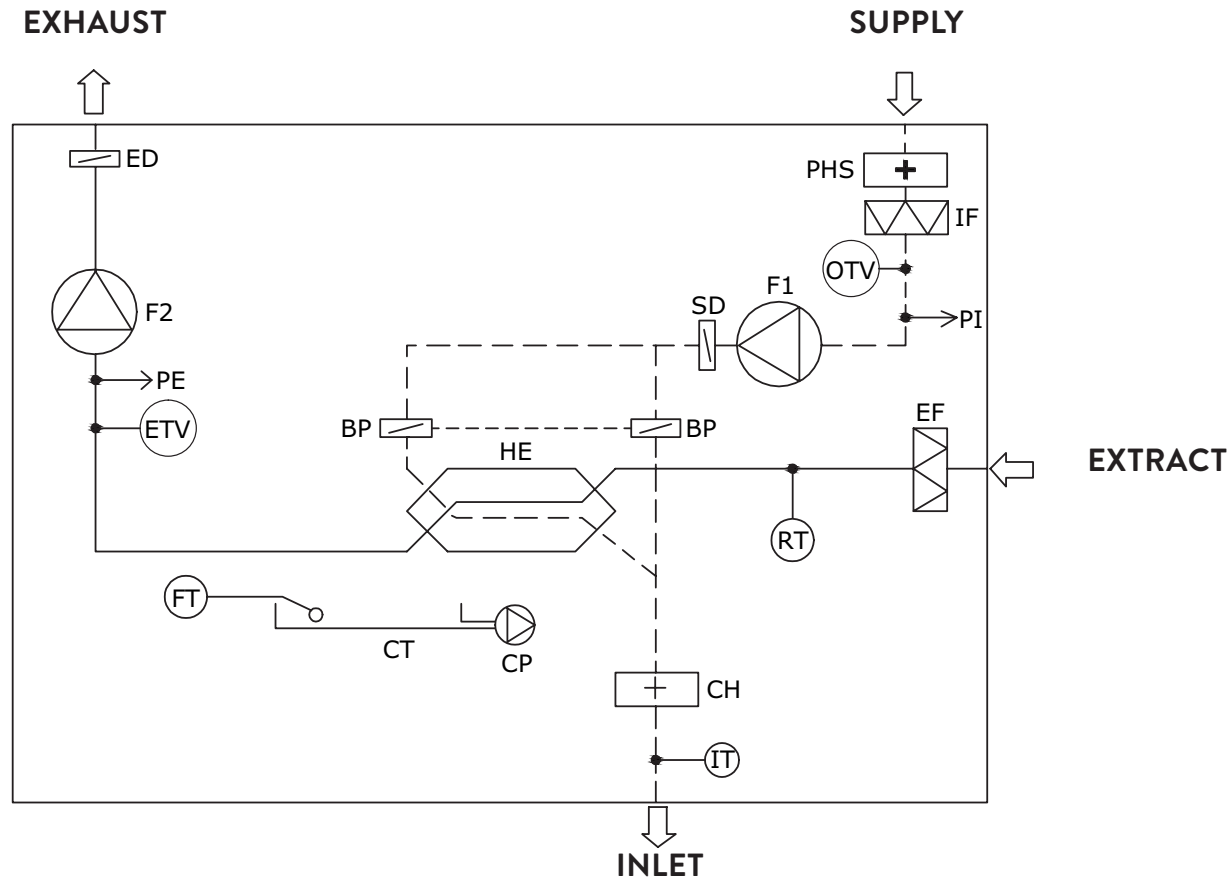 EXHAUST
SUPPLY
ED
PHS
IF
OTV
F1
SD
F2
PI
PE
EF
BP
BP
ETV
HE
EXTRACT
RT
FT
CT
CP
CH
IT
INLET